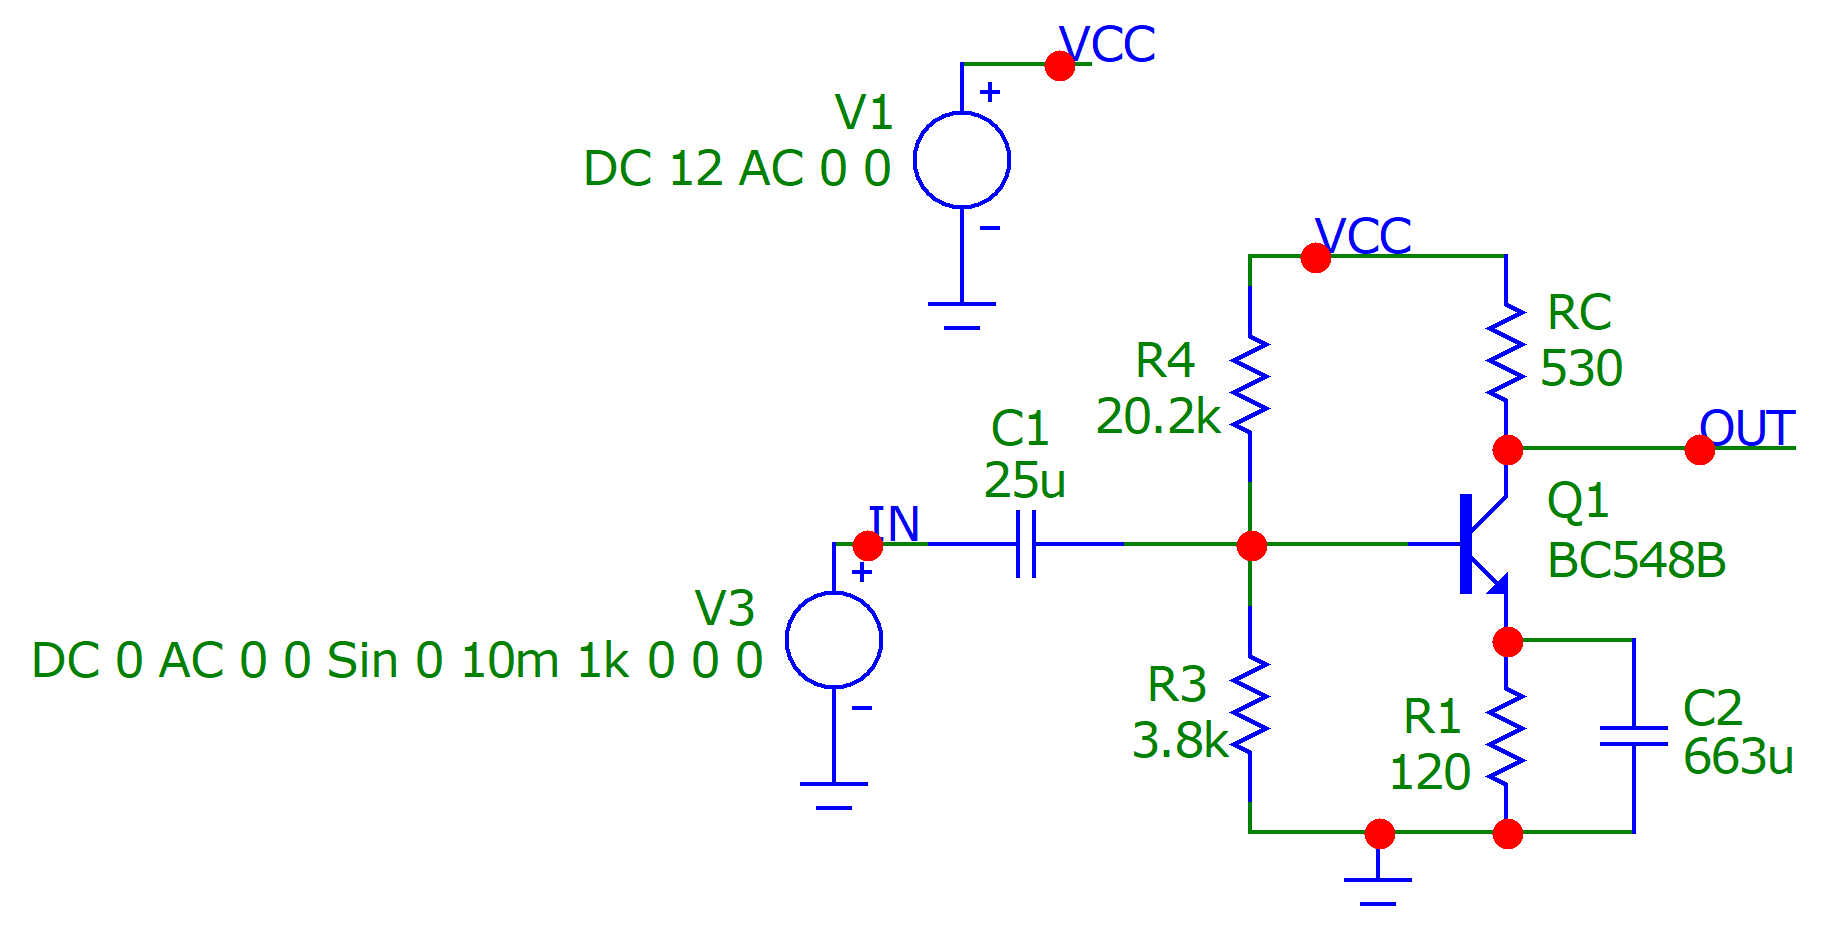 VCC
V1
DC 12 AC 0 0
+
−
VCC
RC
530
R4
20.2k
C1
25u
OUT
IN
Q1
BC548B
V3
DC 0 AC 0 0 Sin 0 10m 1k 0 0 0
+
−
R3
3.8k
R1
120
C2
663u